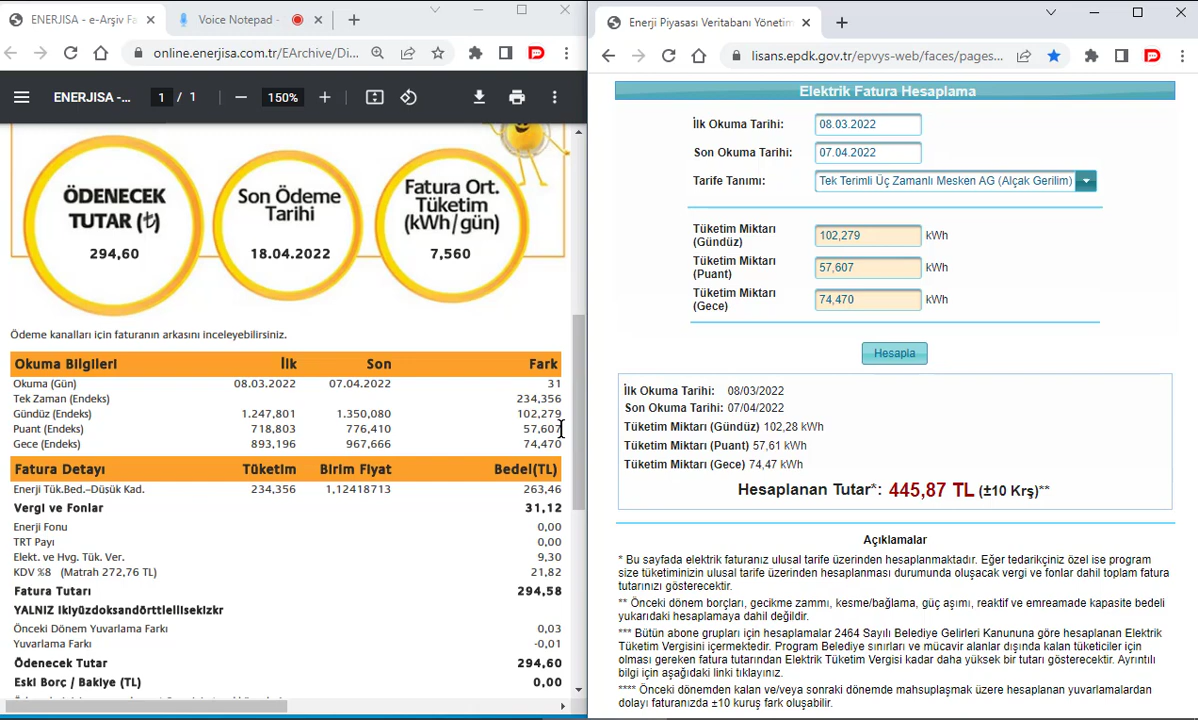 ENERJISA - e-Arşiv Fa
Voice Notepad -
online.enerjisa.com.tr/EArchive/Di...
ENERJISA -...
1 / 1
150%
ÖDENECEK
TUTAR (₺)
294,60
Son Ödeme
Tarihi
18.04.2022
Fatura Ort.
Tüketim
(kWh/gün)
7,560
Ödeme kanalları için faturanın arkasını inceleyebilirsiniz.
Okuma Bilgileri İlk Son Fark
Okuma (Gün) 08.03.2022 07.04.2022 31
Tek Zaman (Endeks) 234,356
Gündüz (Endeks) 1.247,801 1.350,080 102,279
Puant (Endeks) 718,803 776,410 57,607
Gece (Endeks) 893,196 967,666 74,470
Fatura Detayı Tüketim Birim Fiyat Bedel(TL)
Enerji Tük.Bed.–Düşük Kad. 234,356 1,12418713 263,46
Vergi ve Fonlar 31,12
Enerji Fonu 0,00
TRT Payı 0,00
Elekt. ve Hvg. Tük. Ver. 9,30
KDV %8 (Matrah 272,76 TL) 21,82
Fatura Tutarı 294,58
YALNIZ ikiyüzdoksandörttlellisekizkr
Önceki Dönem Yuvarlama Farkı 0,03
Yuvarlama Farkı -0,01
Ödenecek Tutar 294,60
Eski Borç / Bakiye (TL) 0,00
Enerji Piyasası Veritabanı Yönetim
lisans.epdk.gov.tr/epvys-web/faces/pages...
Elektrik Fatura Hesaplama
İlk Okuma Tarihi: 08.03.2022
Son Okuma Tarihi: 07.04.2022
Tarife Tanımı: Tek Terimli Üç Zamanlı Mesken AG (Alçak Gerilim)
Tüketim Miktarı
(Gündüz) 102,279 kWh
Tüketim Miktarı
(Puant) 57,607 kWh
Tüketim Miktarı
(Gece) 74,470 kWh
Hesapla
İlk Okuma Tarihi: 08/03/2022
Son Okuma Tarihi: 07/04/2022
Tüketim Miktarı (Gündüz) 102,28 kWh
Tüketim Miktarı (Puant) 57,61 kWh
Tüketim Miktarı (Gece) 74,47 kWh
Hesaplanan Tutar*: 445,87 TL (±10 Krş)**
Açıklamalar
* Bu sayfada elektrik faturanız ulusal tarife üzerinden hesaplanmaktadır. Eğer tedarikçiniz özel ise program
size tüketiminizin ulusal tarife üzerinden hesaplanması durumunda oluşacak vergi ve fonlar dahil toplam fatura
tutarınızı gösterecektir.
** Önceki dönem borçları, gecikme zammı, kesme/bağlama, güç aşımı, reaktif ve emreamade kapasite bedeli
yukarıdaki hesaplamaya dahil değildir.
*** Bütün abone grupları için hesaplamalar 2464 Sayılı Belediye Gelirleri Kanununa göre hesaplanan Elektrik
Tüketim Vergisini içermektedir. Program Belediye sınırları ve mücavir alanlar dışında kalan tüketiciler için
olması gereken fatura tutarından Elektrik Tüketim Vergisi kadar daha yüksek bir tutarı gösterecektir. Ayrıntılı
bilgi için aşağıdaki linki tıklayınız.
**** Önceki dönemden kalan ve/veya sonraki dönemde mahsuplaşmak üzere hesaplanan yuvarlamalardan
dolayı faturanızda ±10 kuruş fark oluşabilir.